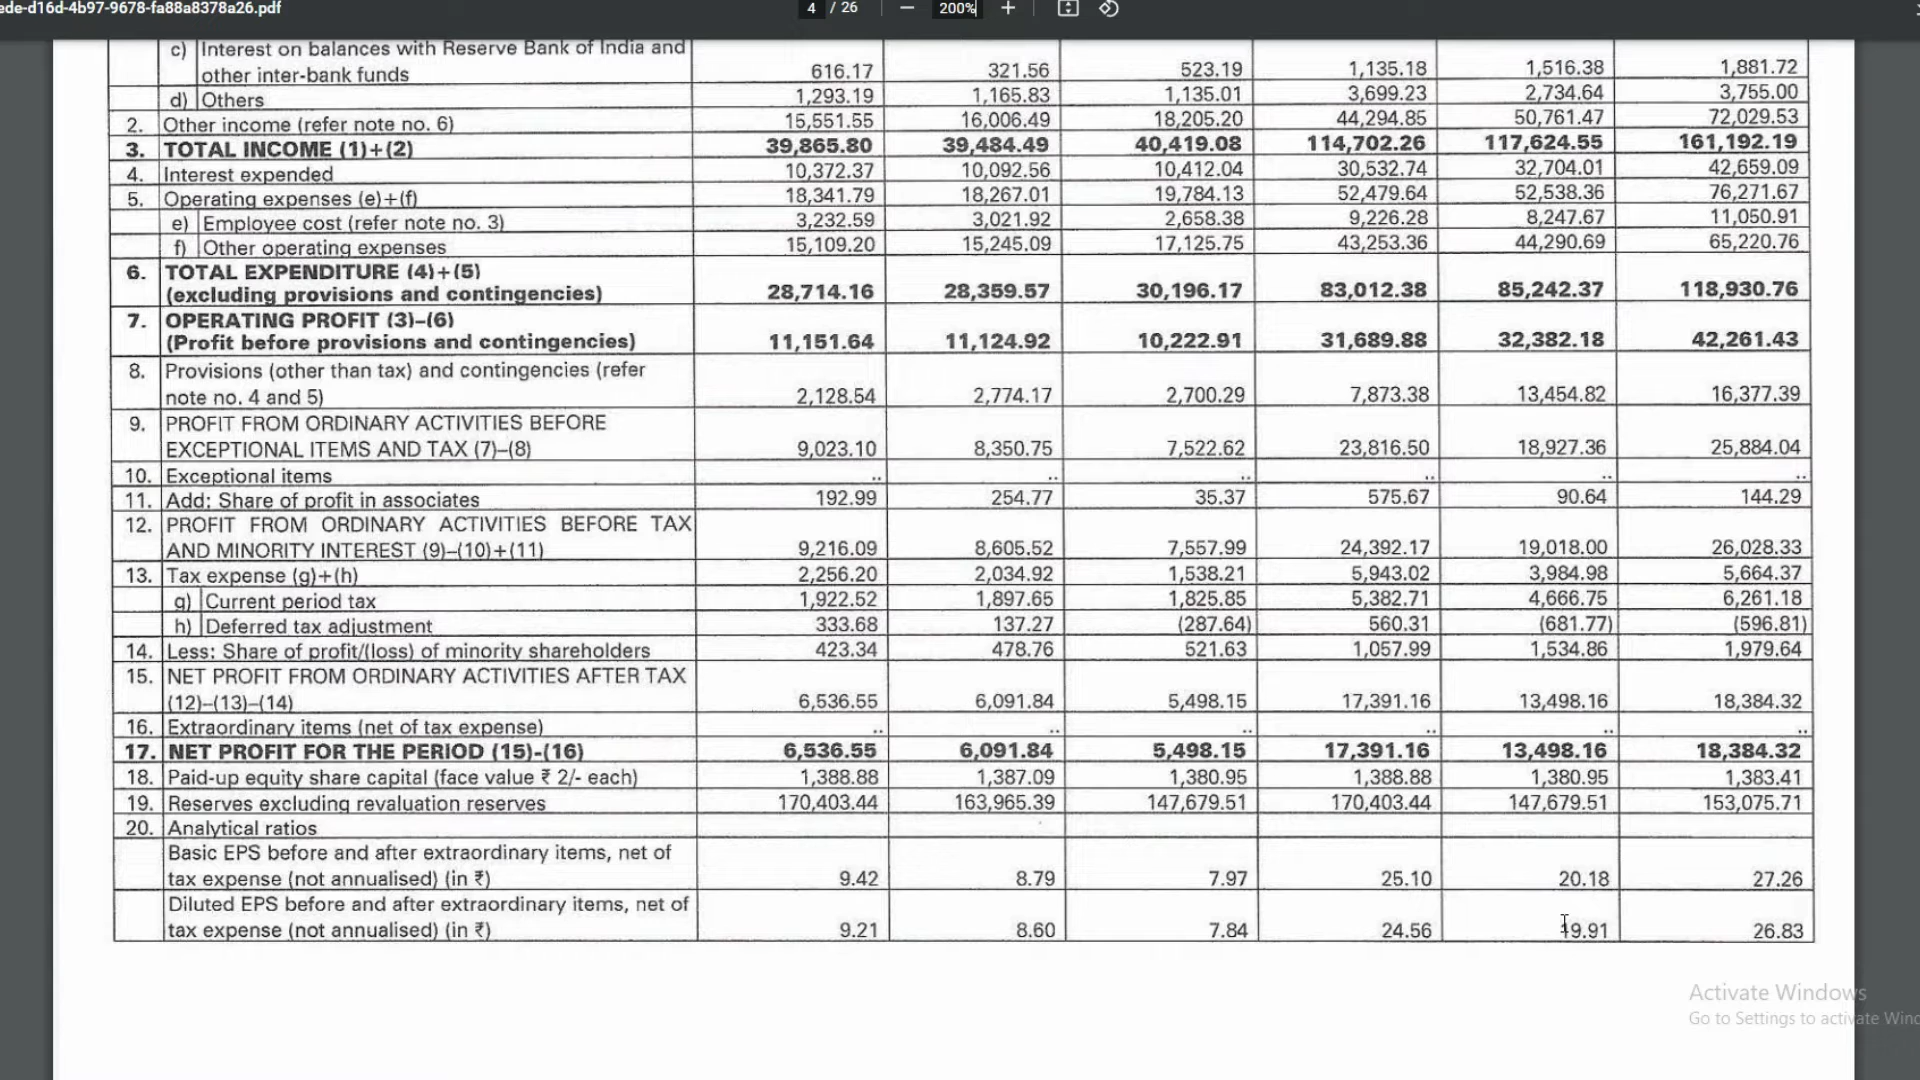 ede-d16d-4b97-9678-fa88a8378a26.pdf 4 / 26 — 200% +
c) Interest on balances with Reserve Bank of India and
other inter-bank funds 616.17 321.56 523.19 1,135.18 1,516.38 1,881.72
d) Others 1,293.19 1,165.83 1,135.01 3,699.23 2,734.64 3,755.00
2. Other income (refer note no. 6) 15,551.55 16,006.49 18,205.20 44,294.85 50,761.47 72,029.53
3. TOTAL INCOME (1)+(2) 39,865.80 39,484.49 40,419.08 114,702.26 117,624.55 161,192.19
4. Interest expended 10,372.37 10,092.56 10,412.04 30,532.74 32,704.01 42,659.09
5. Operating expenses (e)+(f) 18,341.79 18,267.01 19,784.13 52,479.64 52,538.36 76,271.67
e) Employee cost (refer note no. 3) 3,232.59 3,021.92 2,658.38 9,226.28 8,247.67 11,050.91
f) Other operating expenses 15,109.20 15,245.09 17,125.75 43,253.36 44,290.69 65,220.76
6. TOTAL EXPENDITURE (4)+(5)
(excluding provisions and contingencies) 28,714.16 28,359.57 30,196.17 83,012.38 85,242.37 118,930.76
7. OPERATING PROFIT (3)–(6)
(Profit before provisions and contingencies) 11,151.64 11,124.92 10,222.91 31,689.88 32,382.18 42,261.43
8. Provisions (other than tax) and contingencies (refer
note no. 4 and 5) 2,128.54 2,774.17 2,700.29 7,873.38 13,454.82 16,377.39
9. PROFIT FROM ORDINARY ACTIVITIES BEFORE
EXCEPTIONAL ITEMS AND TAX (7)–(8) 9,023.10 8,350.75 7,522.62 23,816.50 18,927.36 25,884.04
10. Exceptional items .. .. .. .. .. ..
11. Add: Share of profit in associates 192.99 254.77 35.37 575.67 90.64 144.29
12. PROFIT FROM ORDINARY ACTIVITIES BEFORE TAX
AND MINORITY INTEREST (9)–(10)+(11) 9,216.09 8,605.52 7,557.99 24,392.17 19,018.00 26,028.33
13. Tax expense (g)+(h) 2,256.20 2,034.92 1,538.21 5,943.02 3,984.98 5,664.37
g) Current period tax 1,922.52 1,897.65 1,825.85 5,382.71 4,666.75 6,261.18
h) Deferred tax adjustment 333.68 137.27 (287.64) 560.31 (681.77) (596.81)
14. Less: Share of profit/(loss) of minority shareholders 423.34 478.76 521.63 1,057.99 1,534.86 1,979.64
15. NET PROFIT FROM ORDINARY ACTIVITIES AFTER TAX
(12)–(13)–(14) 6,536.55 6,091.84 5,498.15 17,391.16 13,498.16 18,384.32
16. Extraordinary items (net of tax expense) .. .. .. .. .. ..
17. NET PROFIT FOR THE PERIOD (15)-(16) 6,536.55 6,091.84 5,498.15 17,391.16 13,498.16 18,384.32
18. Paid-up equity share capital (face value ₹ 2/- each) 1,388.88 1,387.09 1,380.95 1,388.88 1,380.95 1,383.41
19. Reserves excluding revaluation reserves 170,403.44 163,965.39 147,679.51 170,403.44 147,679.51 153,075.71
20. Analytical ratios
Basic EPS before and after extraordinary items, net of
tax expense (not annualised) (in ₹) 9.42 8.79 7.97 25.10 20.18 27.26
Diluted EPS before and after extraordinary items, net of
tax expense (not annualised) (in ₹) 9.21 8.60 7.84 24.56 19.91 26.83
Activate Windows
Go to Settings to activate Wind